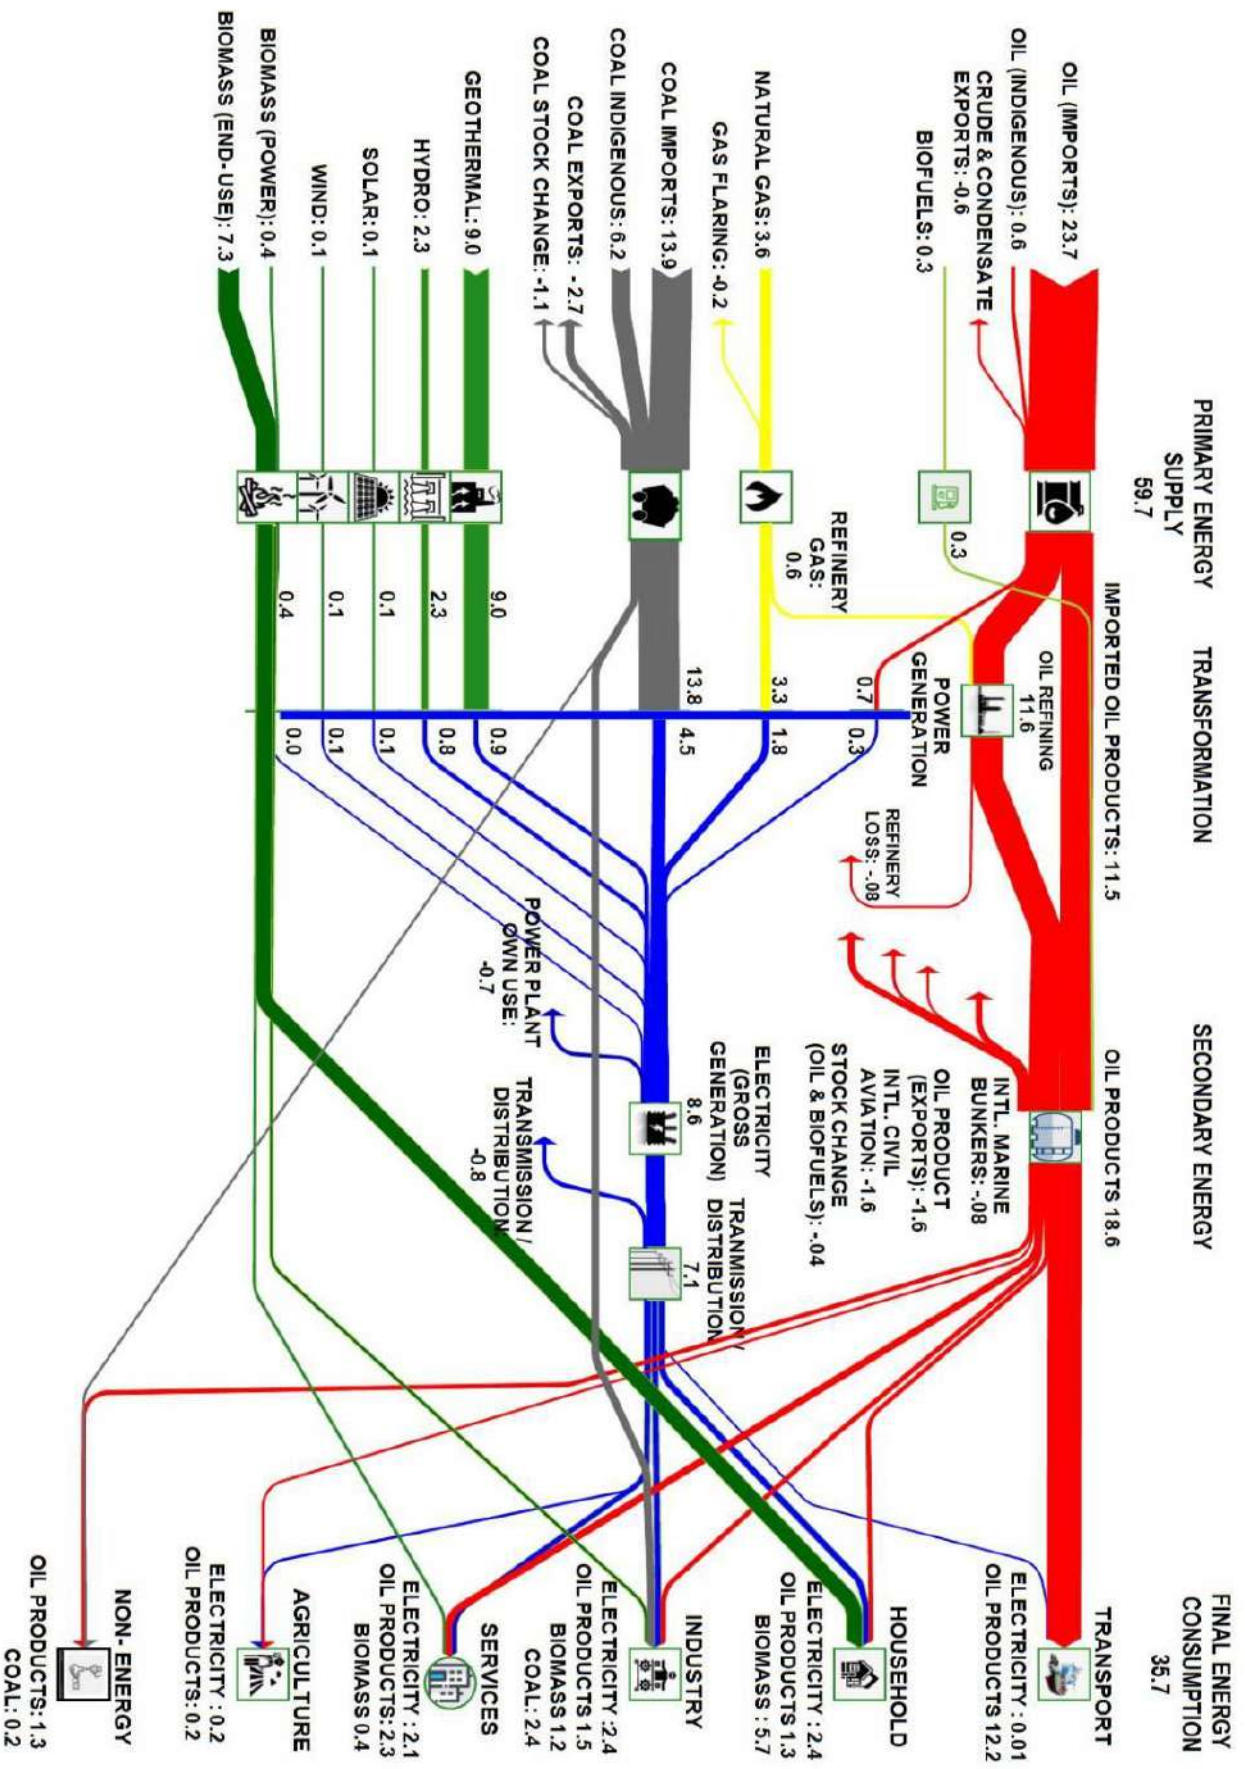 PRIMARY ENERGY
SUPPLY
59.7
TRANSFORMATION
SECONDARY ENERGY
FINAL ENERGY
CONSUMPTION
35.7
OIL (IMPORTS): 23.7
OIL (INDIGENOUS): 0.6
CRUDE & CONDENSATE
EXPORTS: -0.6
BIOFUELS: 0.3
NATURAL GAS: 3.6
GAS FLARING: -0.2
COAL IMPORTS: 13.9
COAL INDIGENOUS: 6.2
COAL EXPORTS: - 2.7
COAL STOCK CHANGE: -1.1
GEOTHERMAL: 9.0
HYDRO: 2.3
SOLAR: 0.1
WIND: 0.1
BIOMASS (POWER): 0.4
BIOMASS (END-USE): 7.3
IMPORTED OIL PRODUCTS: 11.5
0.3
OIL REFINING
11.6
REFINERY
GAS:
0.6
POWER
GENERATION
0.7
3.3
13.8
9.0
2.3
0.1
0.1
0.4
0.3
1.8
4.5
0.9
0.8
0.1
0.1
0.0
REFINERY
LOSS: -.08
OIL PRODUCTS 18.6
INTL. MARINE
BUNKERS: -.08
OIL PRODUCT
(EXPORTS): -1.6
INTL. CIVIL
AVIATION: -1.6
STOCK CHANGE
(OIL & BIOFUELS): -.04
ELECTRICITY
(GROSS
GENERATION)
8.6
TRANMISSION/
DISTRIBUTION
7.1
POWER PLANT
OWN USE:
-0.7
TRANSMISSION /
DISTRIBUTION:
-0.8
TRANSPORT
ELECTRICITY : 0.01
OIL PRODUCTS 12.2
HOUSEHOLD
ELECTRICITY : 2.4
OIL PRODUCTS 1.3
BIOMASS : 5.7
INDUSTRY
ELECTRICITY :2.4
OIL PRODUCTS 1.5
BIOMASS 1.2
COAL: 2.4
SERVICES
ELECTRICITY : 2.1
OIL PRODUCTS: 2.3
BIOMASS 0.4
AGRICULTURE
ELECTRICITY : 0.2
OIL PRODUCTS: 0.2
NON- ENERGY
OIL PRODUCTS: 1.3
COAL: 0.2